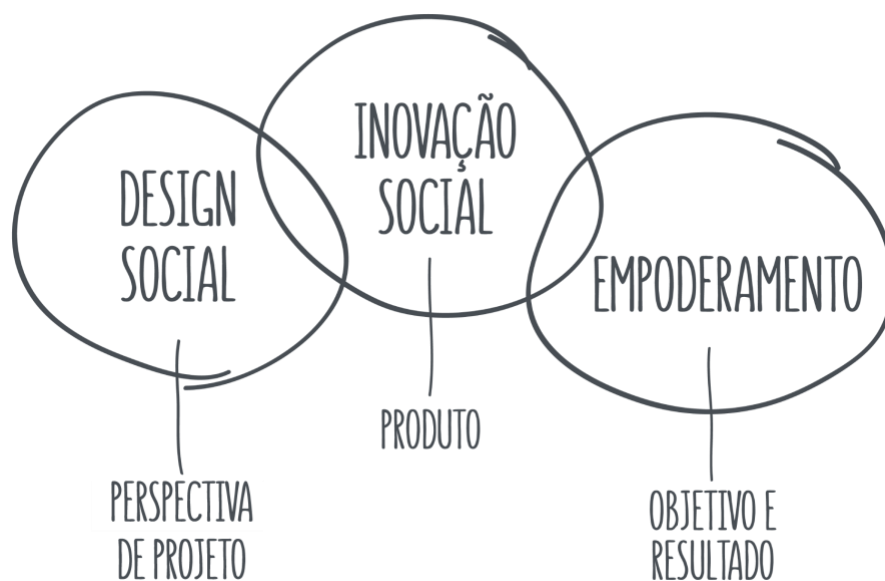 DESIGN
SOCIAL
INOVAÇÃO
SOCIAL
EMPODERAMENTO
PERSPECTIVA
DE PROJETO
PRODUTO
OBJETIVO E
RESULTADO